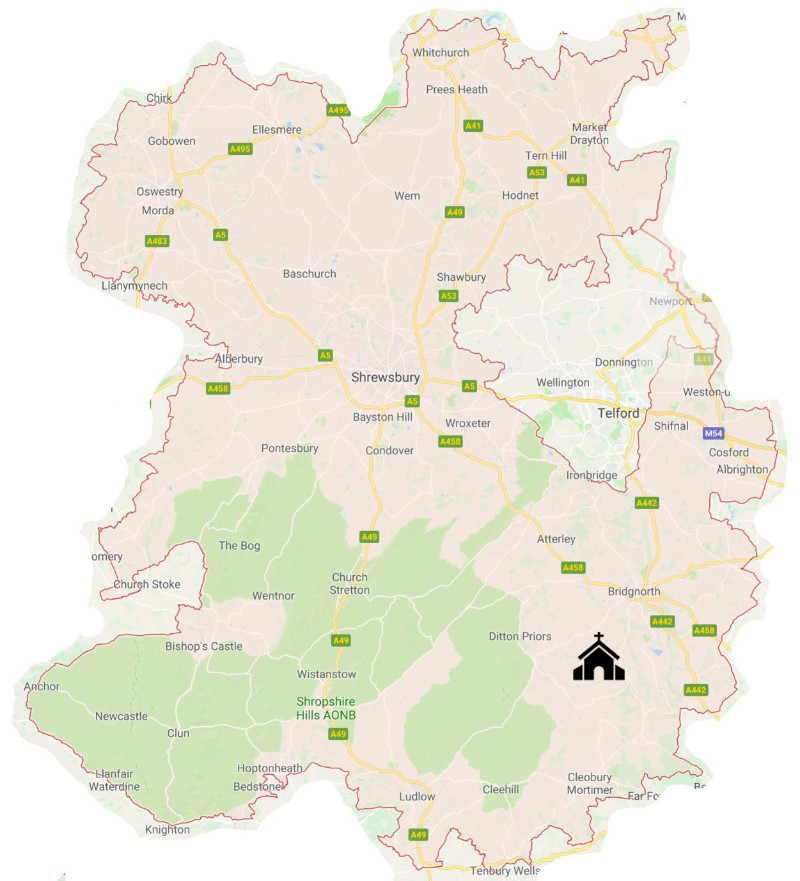 M
Whitchurch
Prees Heath
Chirk
A495
A41
Ellesmere
Market
Drayton
Gobowen
A495
Tern Hill
A53
A41
Oswestry
Wem
Hodnet
Morda
A49
A5
A483
Baschurch
Shawbury
Llanymynech
A53
Newport
Alberbury
A5
Donnington
A41
Shrewsbury
Wellington
A458
A5
Weston-u
A5
Bayston Hill
Wroxeter
Telford
Shifnal
M54
Pontesbury
Condover
A458
Cosford
Albrighton
Ironbridge
A442
The Bog
A49
Atterley
omery
Church Stoke
Church
Stretton
A458
Wentnor
Bridgnorth
A442
A458
Bishop's Castle
A49
Ditton Priors
Wistanstow
Anchor
A442
Shropshire
Hills AONB
Newcastle
Clun
A49
Hoptonheath
Llanfair
Waterdine
Bedstone
Cleobury
Mortimer
Ludlow
Cleehill
Far Fo
Be
Knighton
A49
Tenbury Wells